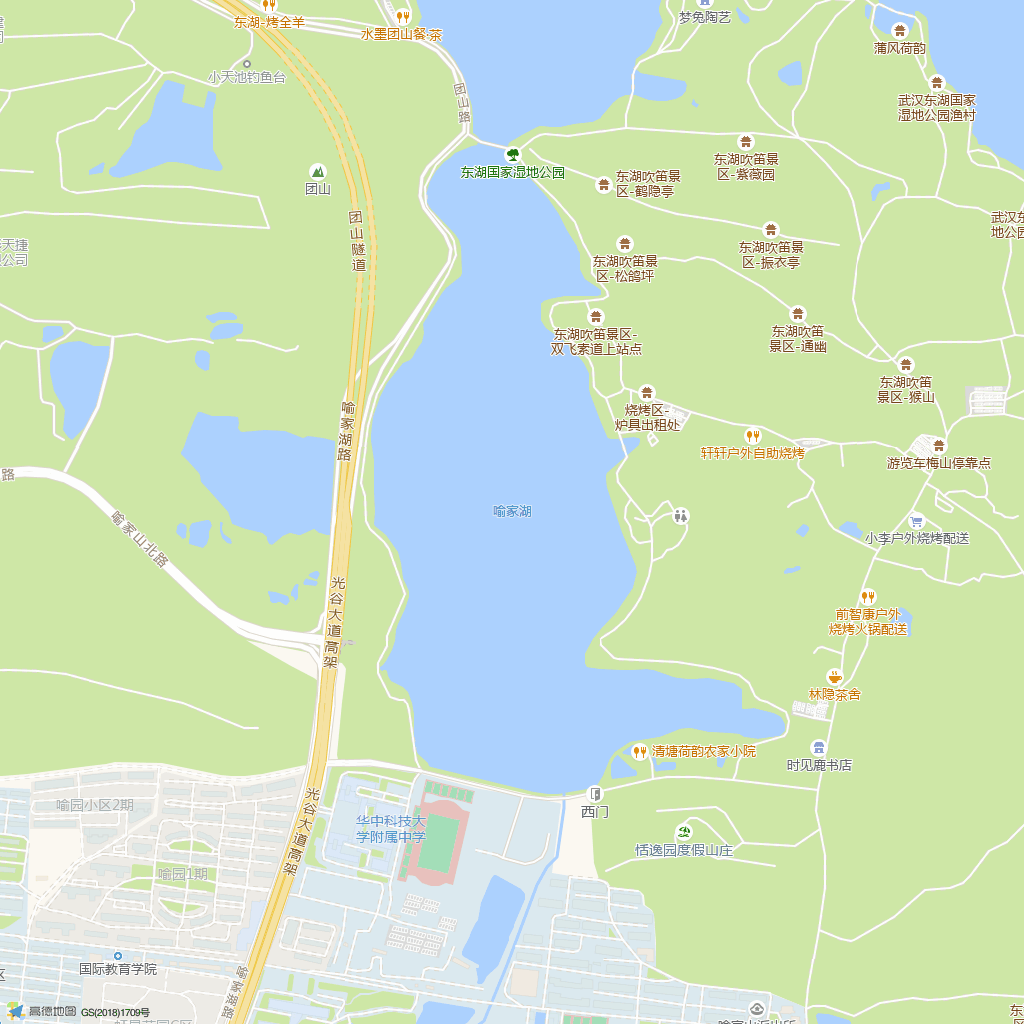 东湖-烤全羊
水墨团山餐·茶
梦兔陶艺
蒲风荷韵
小天池钓鱼台
团山路
武汉东湖国家
湿地公园渔村
东湖国家湿地公园
东湖吹笛景
区-紫薇园
东湖吹笛景
区-鹤隐亭
团山
团山隧道
武汉东
地公园
天捷
公司
东湖吹笛景
区-松鸽坪
东湖吹笛景
区-振衣亭
东湖吹笛景区-
双飞索道上站点
东湖吹笛
景区-通幽
东湖吹笛
景区-猴山
烧烤区-
炉具出租处
喻家湖路
轩轩户外自助烧烤
游览车梅山停靠点
路
喻家湖
喻家山北路
小李户外烧烤配送
光谷大道高架
前智康户外
烧烤火锅配送
林隐茶舍
清塘荷韵农家小院
时见鹿书店
喻园小区2期
光谷大道高架
华中科技大
学附属中学
西门
恬逸园度假山庄
喻园1期
国际教育学院
区
喻家湖路
高德地图 GS(2018)1709号
东